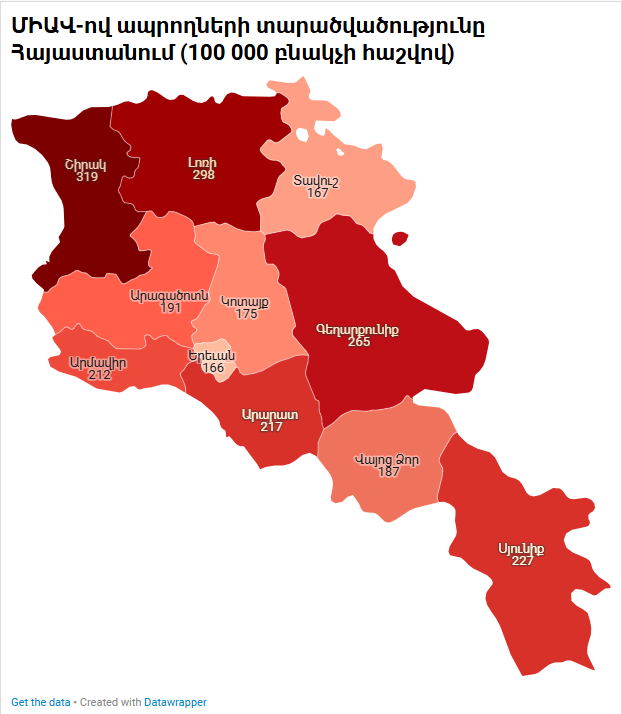 ՄԻԱՎ-ով ապրողների տարածվածությունը
Հայաստանում (100 000 բնակչի հաշվով)
Շիրակ
319
Լոռի
298
Տավուշ
167
Արագածոտն
191
Կոտայք
175
Գեղարքունիք
265
Արմավիր
212
Երեւան
166
Արարատ
217
Վայոց Ձոր
187
Սյունիք
227
Get the data • Created with Datawrapper